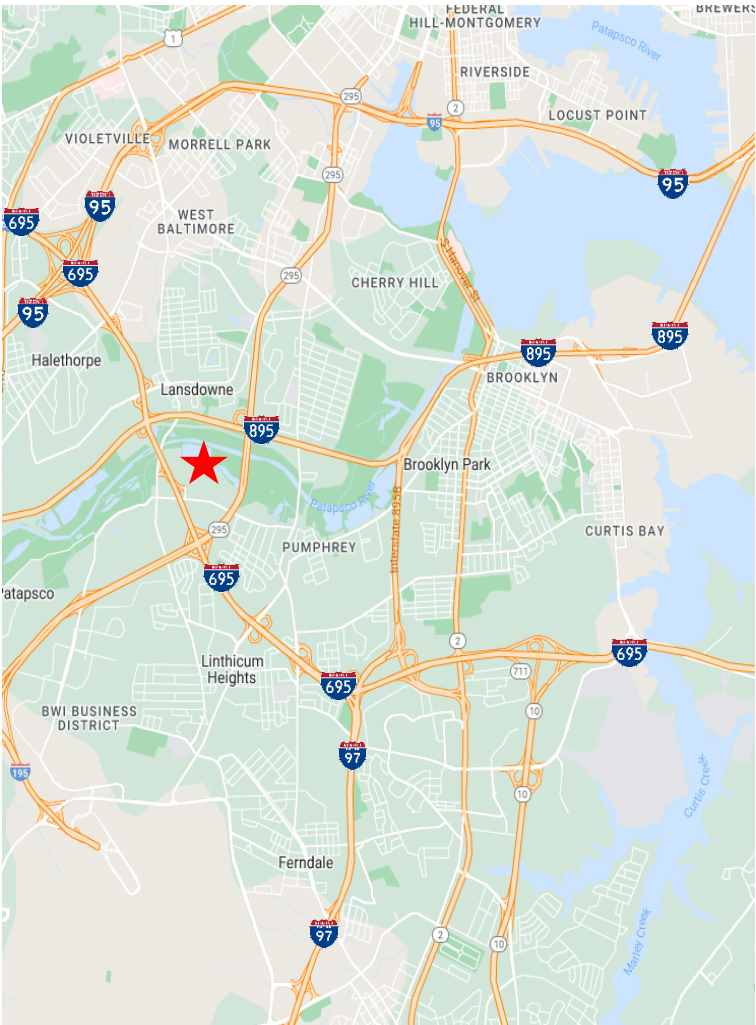 FEDERAL
HILL-MONTGOMERY
BREWERS
1
Patapsco River
RIVERSIDE
295
2
LOCUST POINT
95
VIOLETVILLE
MORRELL PARK
295
95
95
695
WEST
BALTIMORE
S Hanover St
695
295
CHERRY HILL
95
895
895
Halethorpe
BROOKLYN
Lansdowne
895
Brooklyn Park
Patapsco River
Interstate 895B
295
CURTIS BAY
PUMPHREY
695
Patapsco
2
695
Linthicum
Heights
711
695
BWI BUSINESS
DISTRICT
10
97
195
Curtis Creek
10
Ferndale
97
2
10
Marley Creek